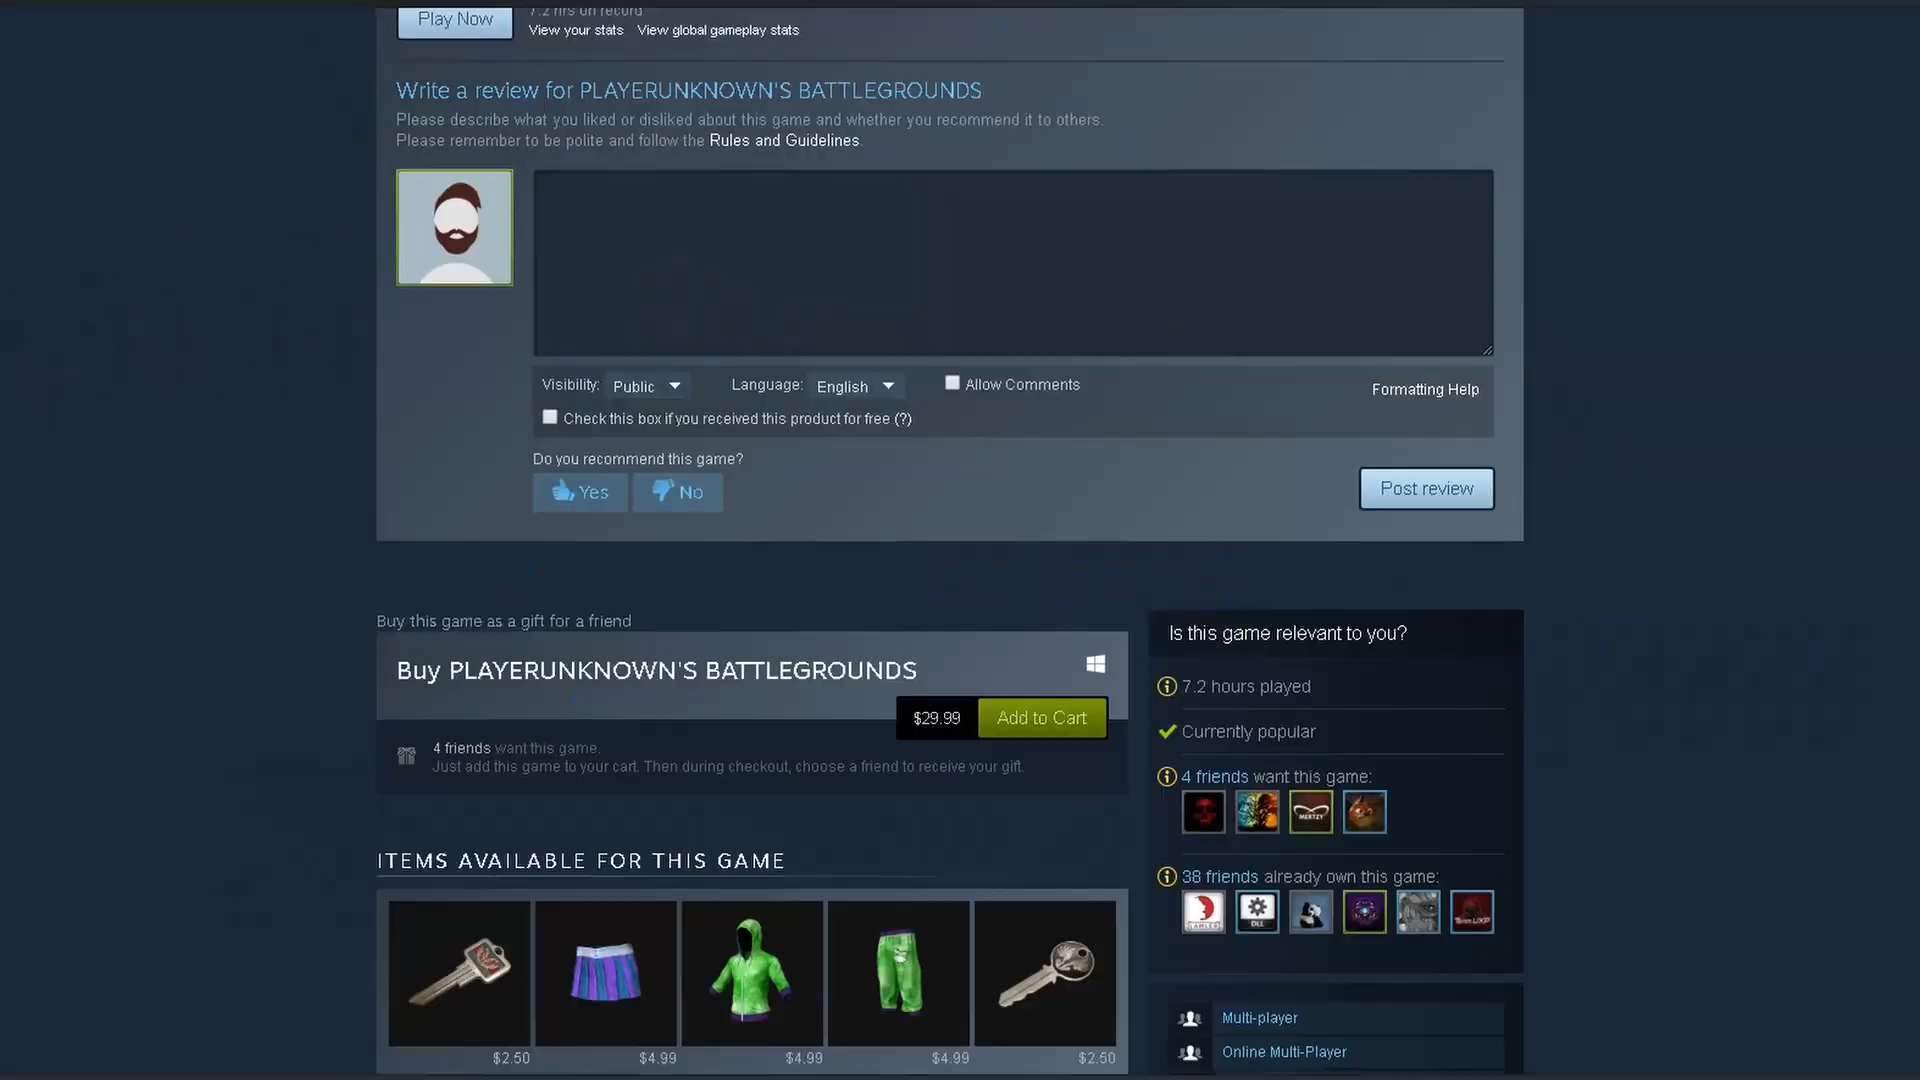 Play Now
7.2 hrs on record
View your stats View global gameplay stats
Write a review for PLAYERUNKNOWN'S BATTLEGROUNDS
Please describe what you liked or disliked about this game and whether you recommend it to others.
Please remember to be polite and follow the Rules and Guidelines.
Visibility: Public Language: English Allow Comments Formatting Help
Check this box if you received this product for free (?)
Do you recommend this game?
Yes No
Post review
Buy this game as a gift for a friend
Buy PLAYERUNKNOWN'S BATTLEGROUNDS
$29.99 Add to Cart
4 friends want this game.
Just add this game to your cart. Then during checkout, choose a friend to receive your gift.
Is this game relevant to you?
7.2 hours played
Currently popular
4 friends want this game:
MERTZY
38 friends already own this game:
DLL
ITEMS AVAILABLE FOR THIS GAME
$2.50 $4.99 $4.99 $4.99 $2.50
Multi-player
Online Multi-Player